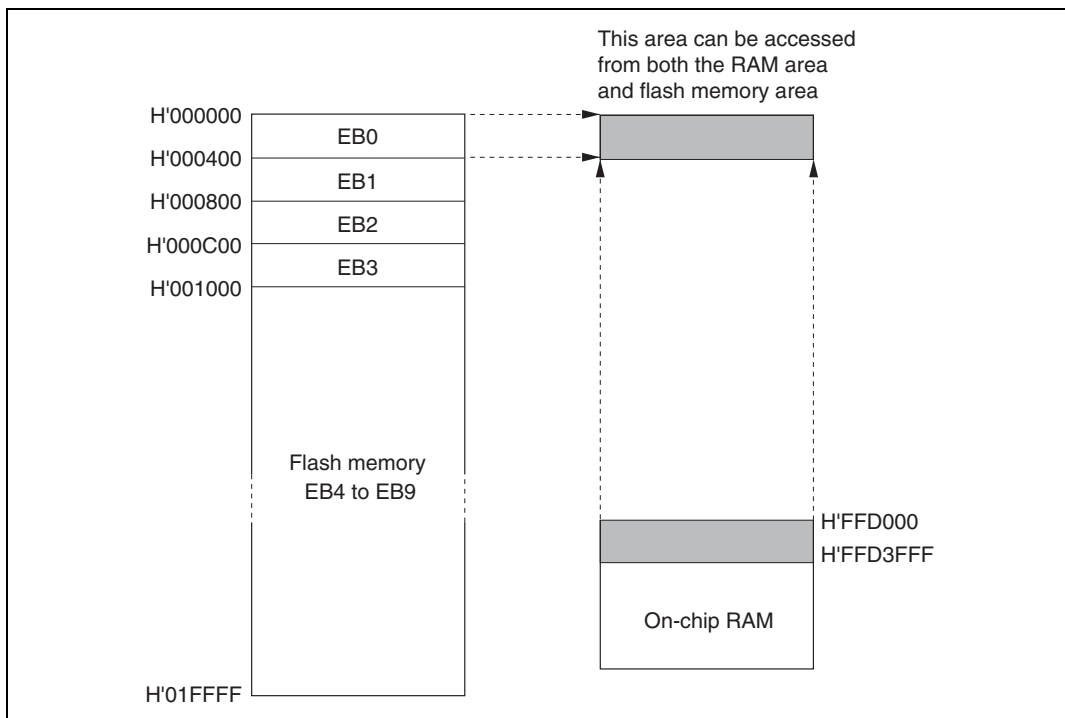 This area can be accessed
from both the RAM area
and flash memory area
H'000000
EB0
H'000400
EB1
H'000800
EB2
H'000C00
EB3
H'001000
Flash memory
EB4 to EB9
H'FFD000
H'FFD3FFF
On-chip RAM
H'01FFFF